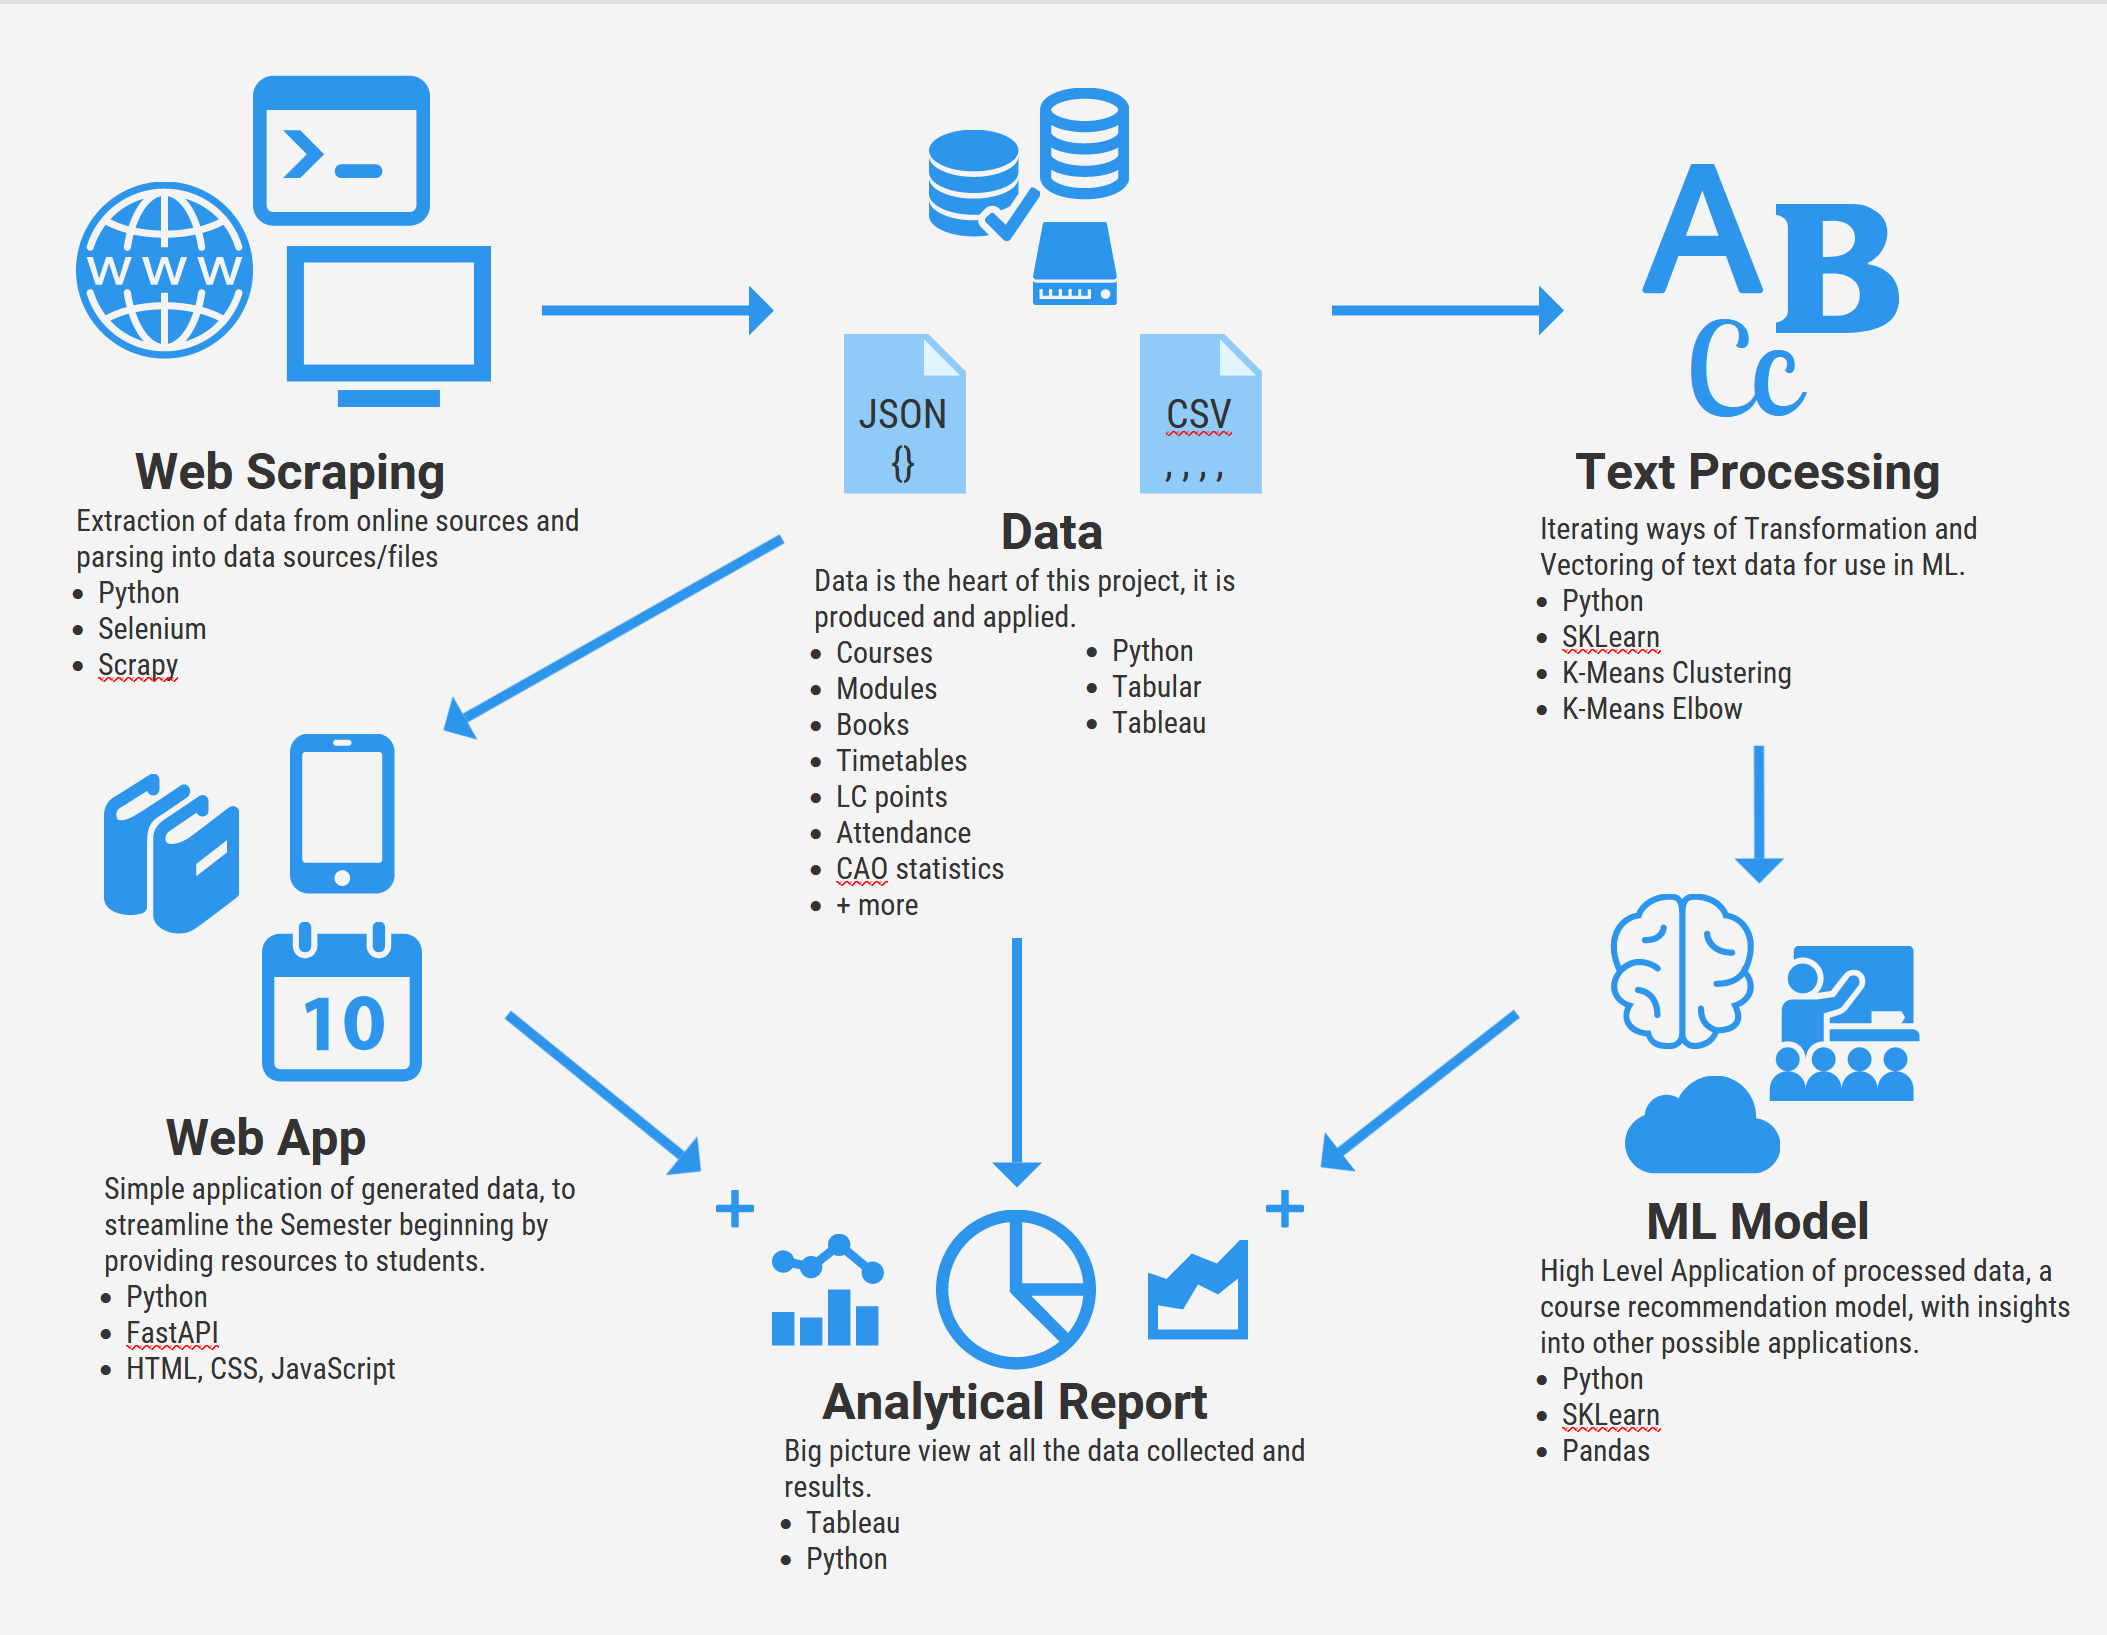 WWW
Web Scraping
Extraction of data from online sources and
parsing into data sources/files
• Python
• Selenium
• Scrapy
JSON
{}
CSV
, , , ,
Data
Data is the heart of this project, it is
produced and applied.
• Courses
• Modules
• Books
• Timetables
• LC points
• Attendance
• CAO statistics
• + more
• Python
• Tabular
• Tableau
A B
Cc
Text Processing
Iterating ways of Transformation and
Vectoring of text data for use in ML.
• Python
• SKLearn
• K-Means Clustering
• K-Means Elbow
10
Web App
Simple application of generated data, to
streamline the Semester beginning by
providing resources to students.
• Python
• FastAPI
• HTML, CSS, JavaScript
+
+
Analytical Report
Big picture view at all the data collected and
results.
• Tableau
• Python
ML Model
High Level Application of processed data, a
course recommendation model, with insights
into other possible applications.
• Python
• SKLearn
• Pandas